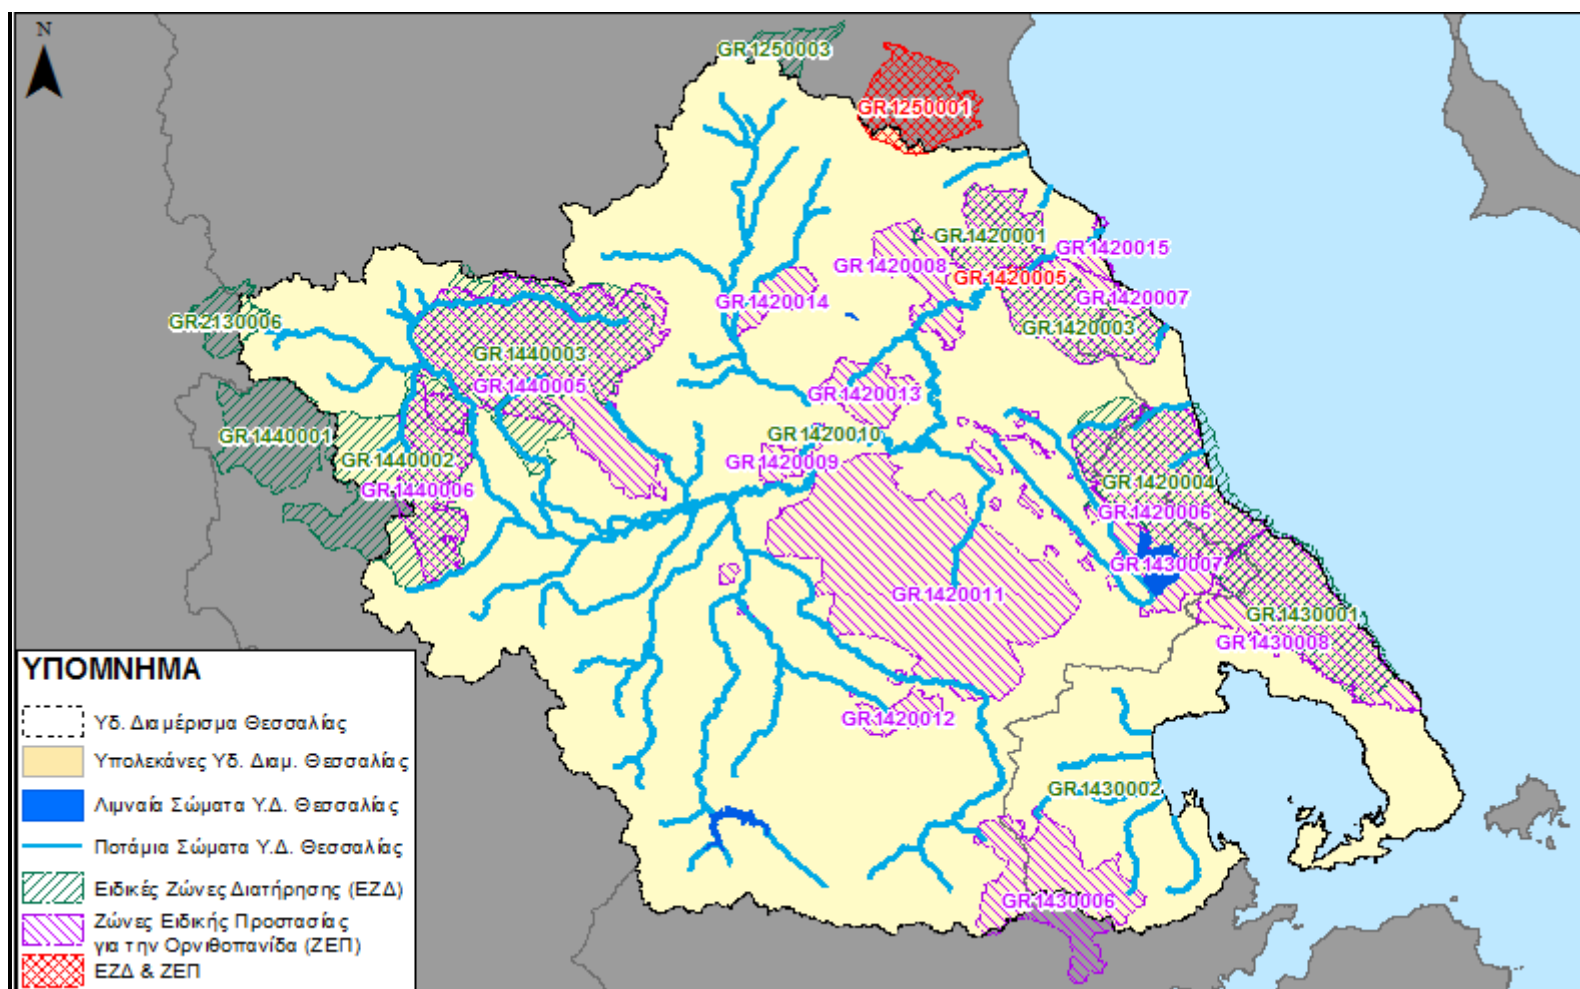 N
GR1250003
GR1250001
GR1420001
GR1420015
GR1420008
GR1420005
GR1420014
GR1420007
GR2130006
GR1420003
GR1440003
GR1440005
GR1420013
GR1440001
GR1420010
GR1440002
GR1420009
GR1440006
GR1420004
GR1420006
GR1430007
GR1420011
GR1430001
GR1430008
GR1420012
GR1430002
GR1430006
ΥΠΟΜΝΗΜΑ
Υδ. Διαμέρισμα Θεσσαλίας
Υπολεκάνες Υδ. Διαμ. Θεσσαλίας
Λιμναία Σώματα Υ.Δ. Θεσσαλίας
Ποτάμια Σώματα Υ.Δ. Θεσσαλίας
Ειδικές Ζώνες Διατήρησης (ΕΖΔ)
Ζώνες Ειδικής Προστασίας
για την Ορνιθοπανίδα (ΖΕΠ)
ΕΖΔ & ΖΕΠ